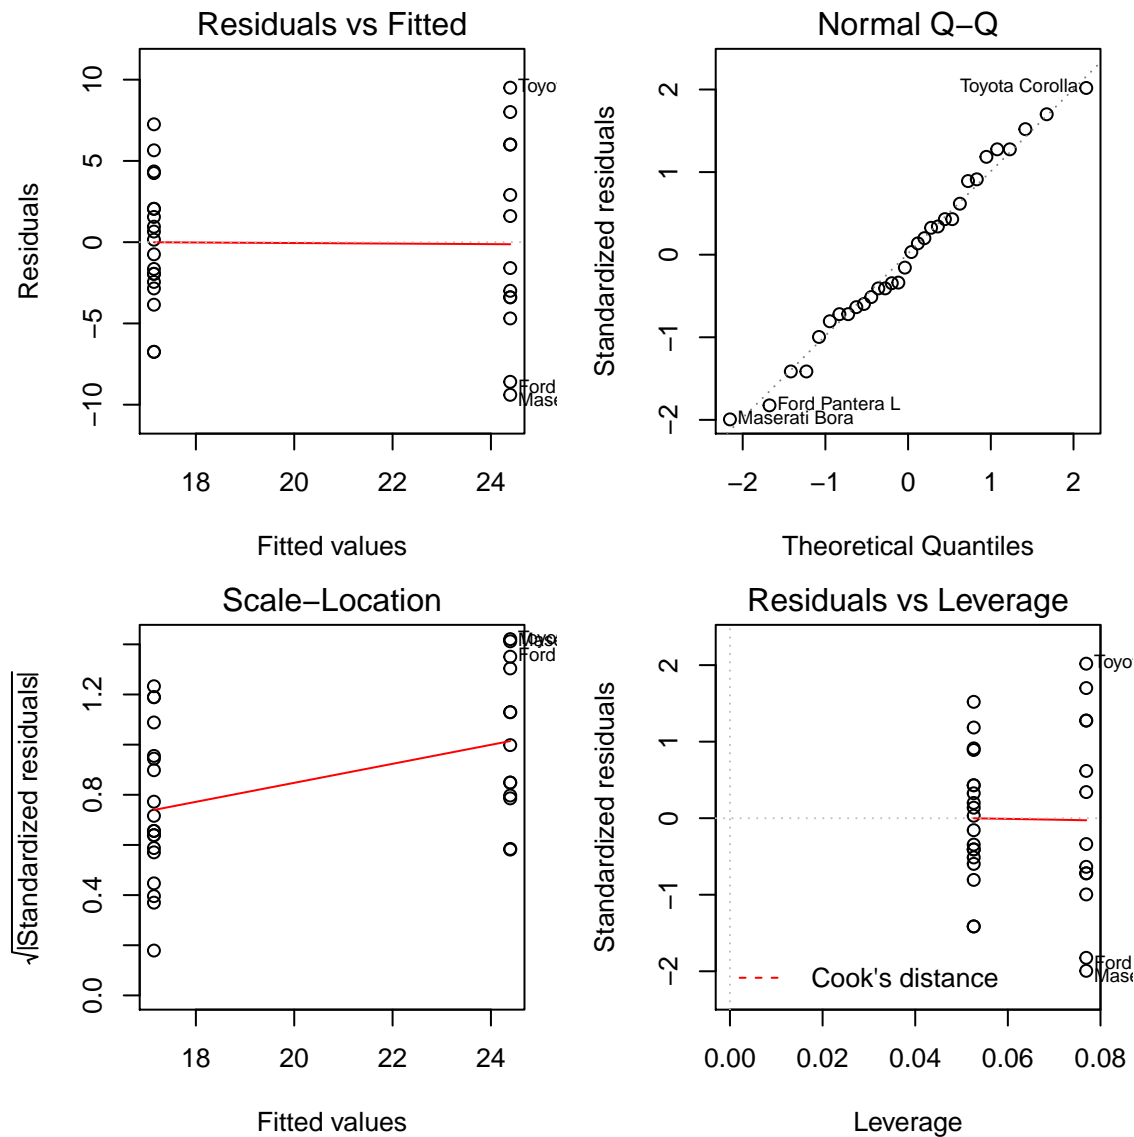 Residuals vs Fitted
Residuals
10
5
0
−5
−10
Toyo
Ford
Mase
18 20 22 24
Fitted values
Normal Q−Q
Standardized residuals
2
1
0
−1
−2
Toyota Corolla
Ford Pantera L
Maserati Bora
−2 −1 0 1 2
Theoretical Quantiles
Scale−Location
√|Standardized residuals|
1.2
0.8
0.4
0.0
Ford
18 20 22 24
Fitted values
Residuals vs Leverage
Standardized residuals
2
1
0
−1
−2
Toyot
Ford
Mase
Cook's distance
0.00 0.02 0.04 0.06 0.08
Leverage